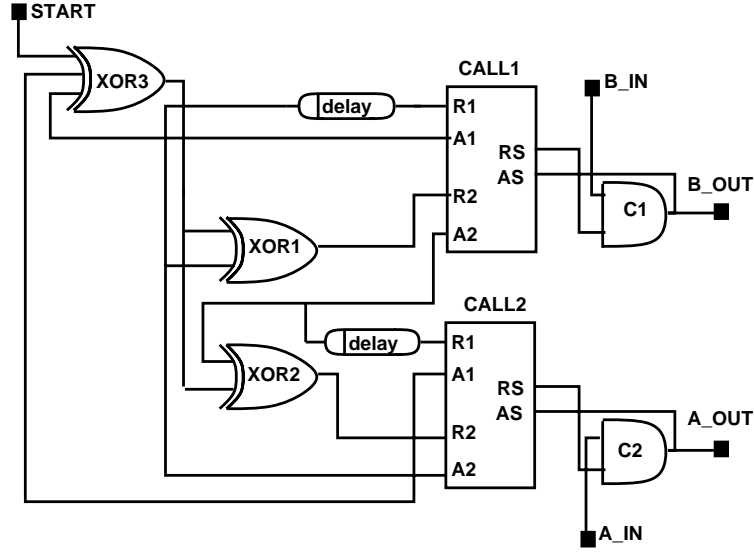 START
XOR3
CALL1
B_IN
delay
R1
A1
RS
AS
B_OUT
R2
C1
A2
XOR1
CALL2
delay
R1
XOR2
A1
RS
AS
A_OUT
R2
C2
A2
A_IN